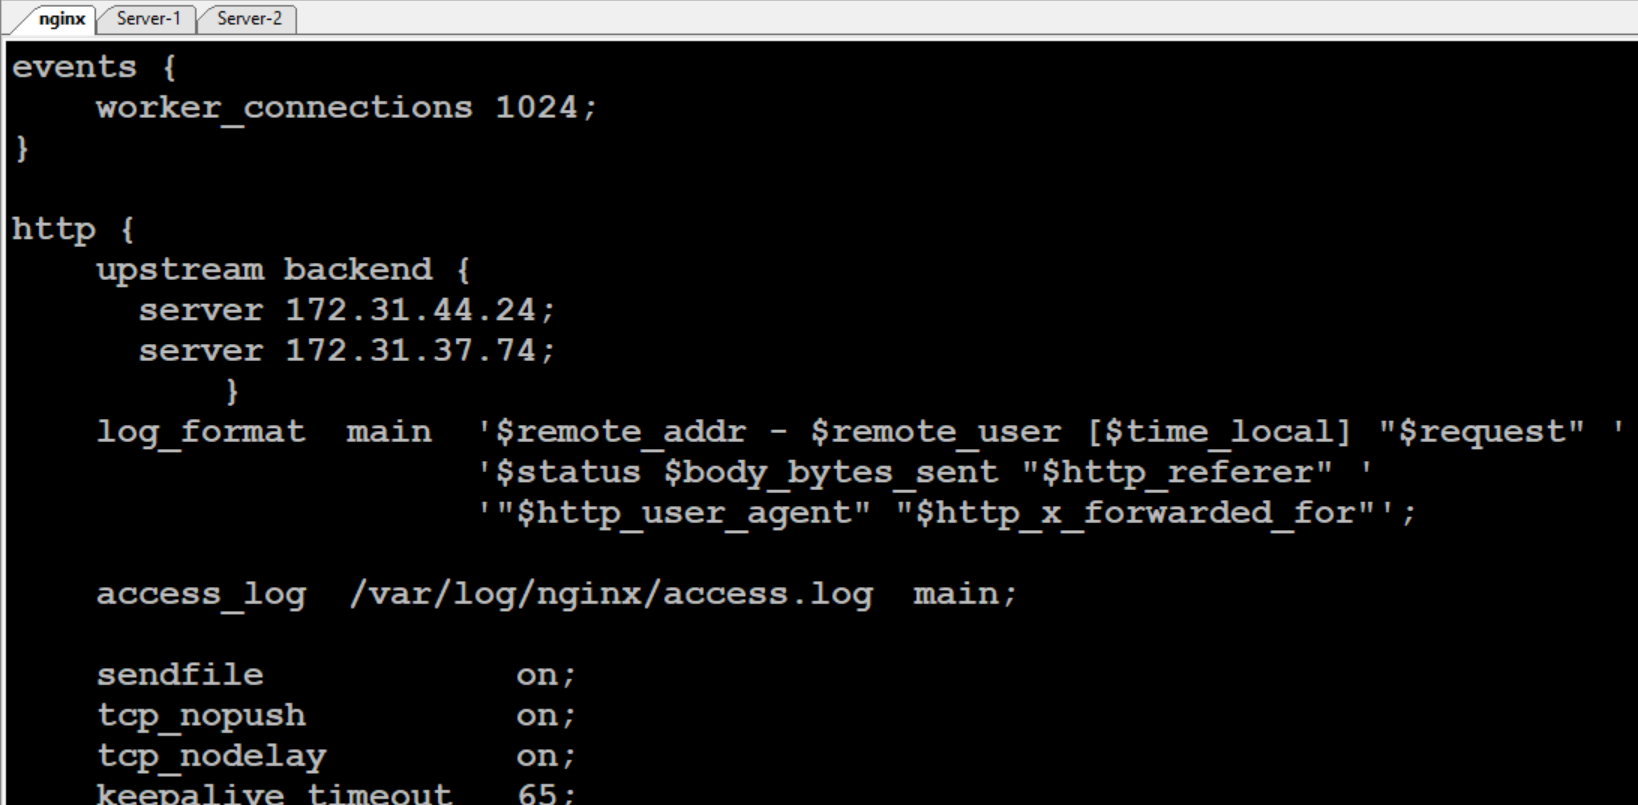 nginx Server-1 Server-2
events {
    worker_connections 1024;
}

http {
    upstream backend {
      server 172.31.44.24;
      server 172.31.37.74;
          }
    log_format  main  '$remote_addr - $remote_user [$time_local] "$request" '
                      '$status $body_bytes_sent "$http_referer" '
                      '"$http_user_agent" "$http_x_forwarded_for"';

    access_log  /var/log/nginx/access.log  main;

    sendfile            on;
    tcp_nopush          on;
    tcp_nodelay         on;
    keepalive_timeout   65;